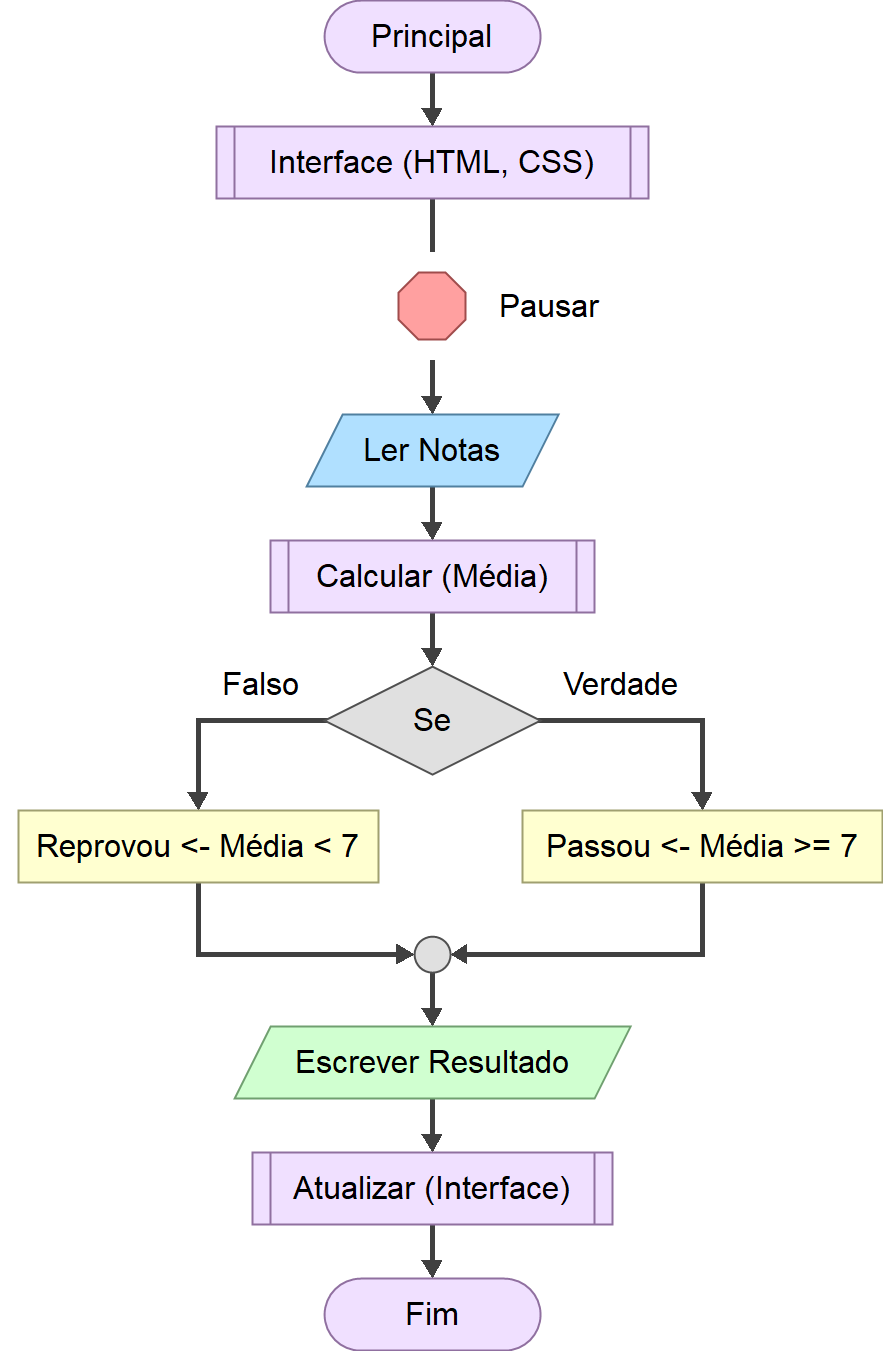 Principal
Interface (HTML, CSS)
Pausar
Ler Notas
Calcular (Média)
Falso
Se
Verdade
Reprovou <- Média < 7
Passou <- Média >= 7
Escrever Resultado
Atualizar (Interface)
Fim